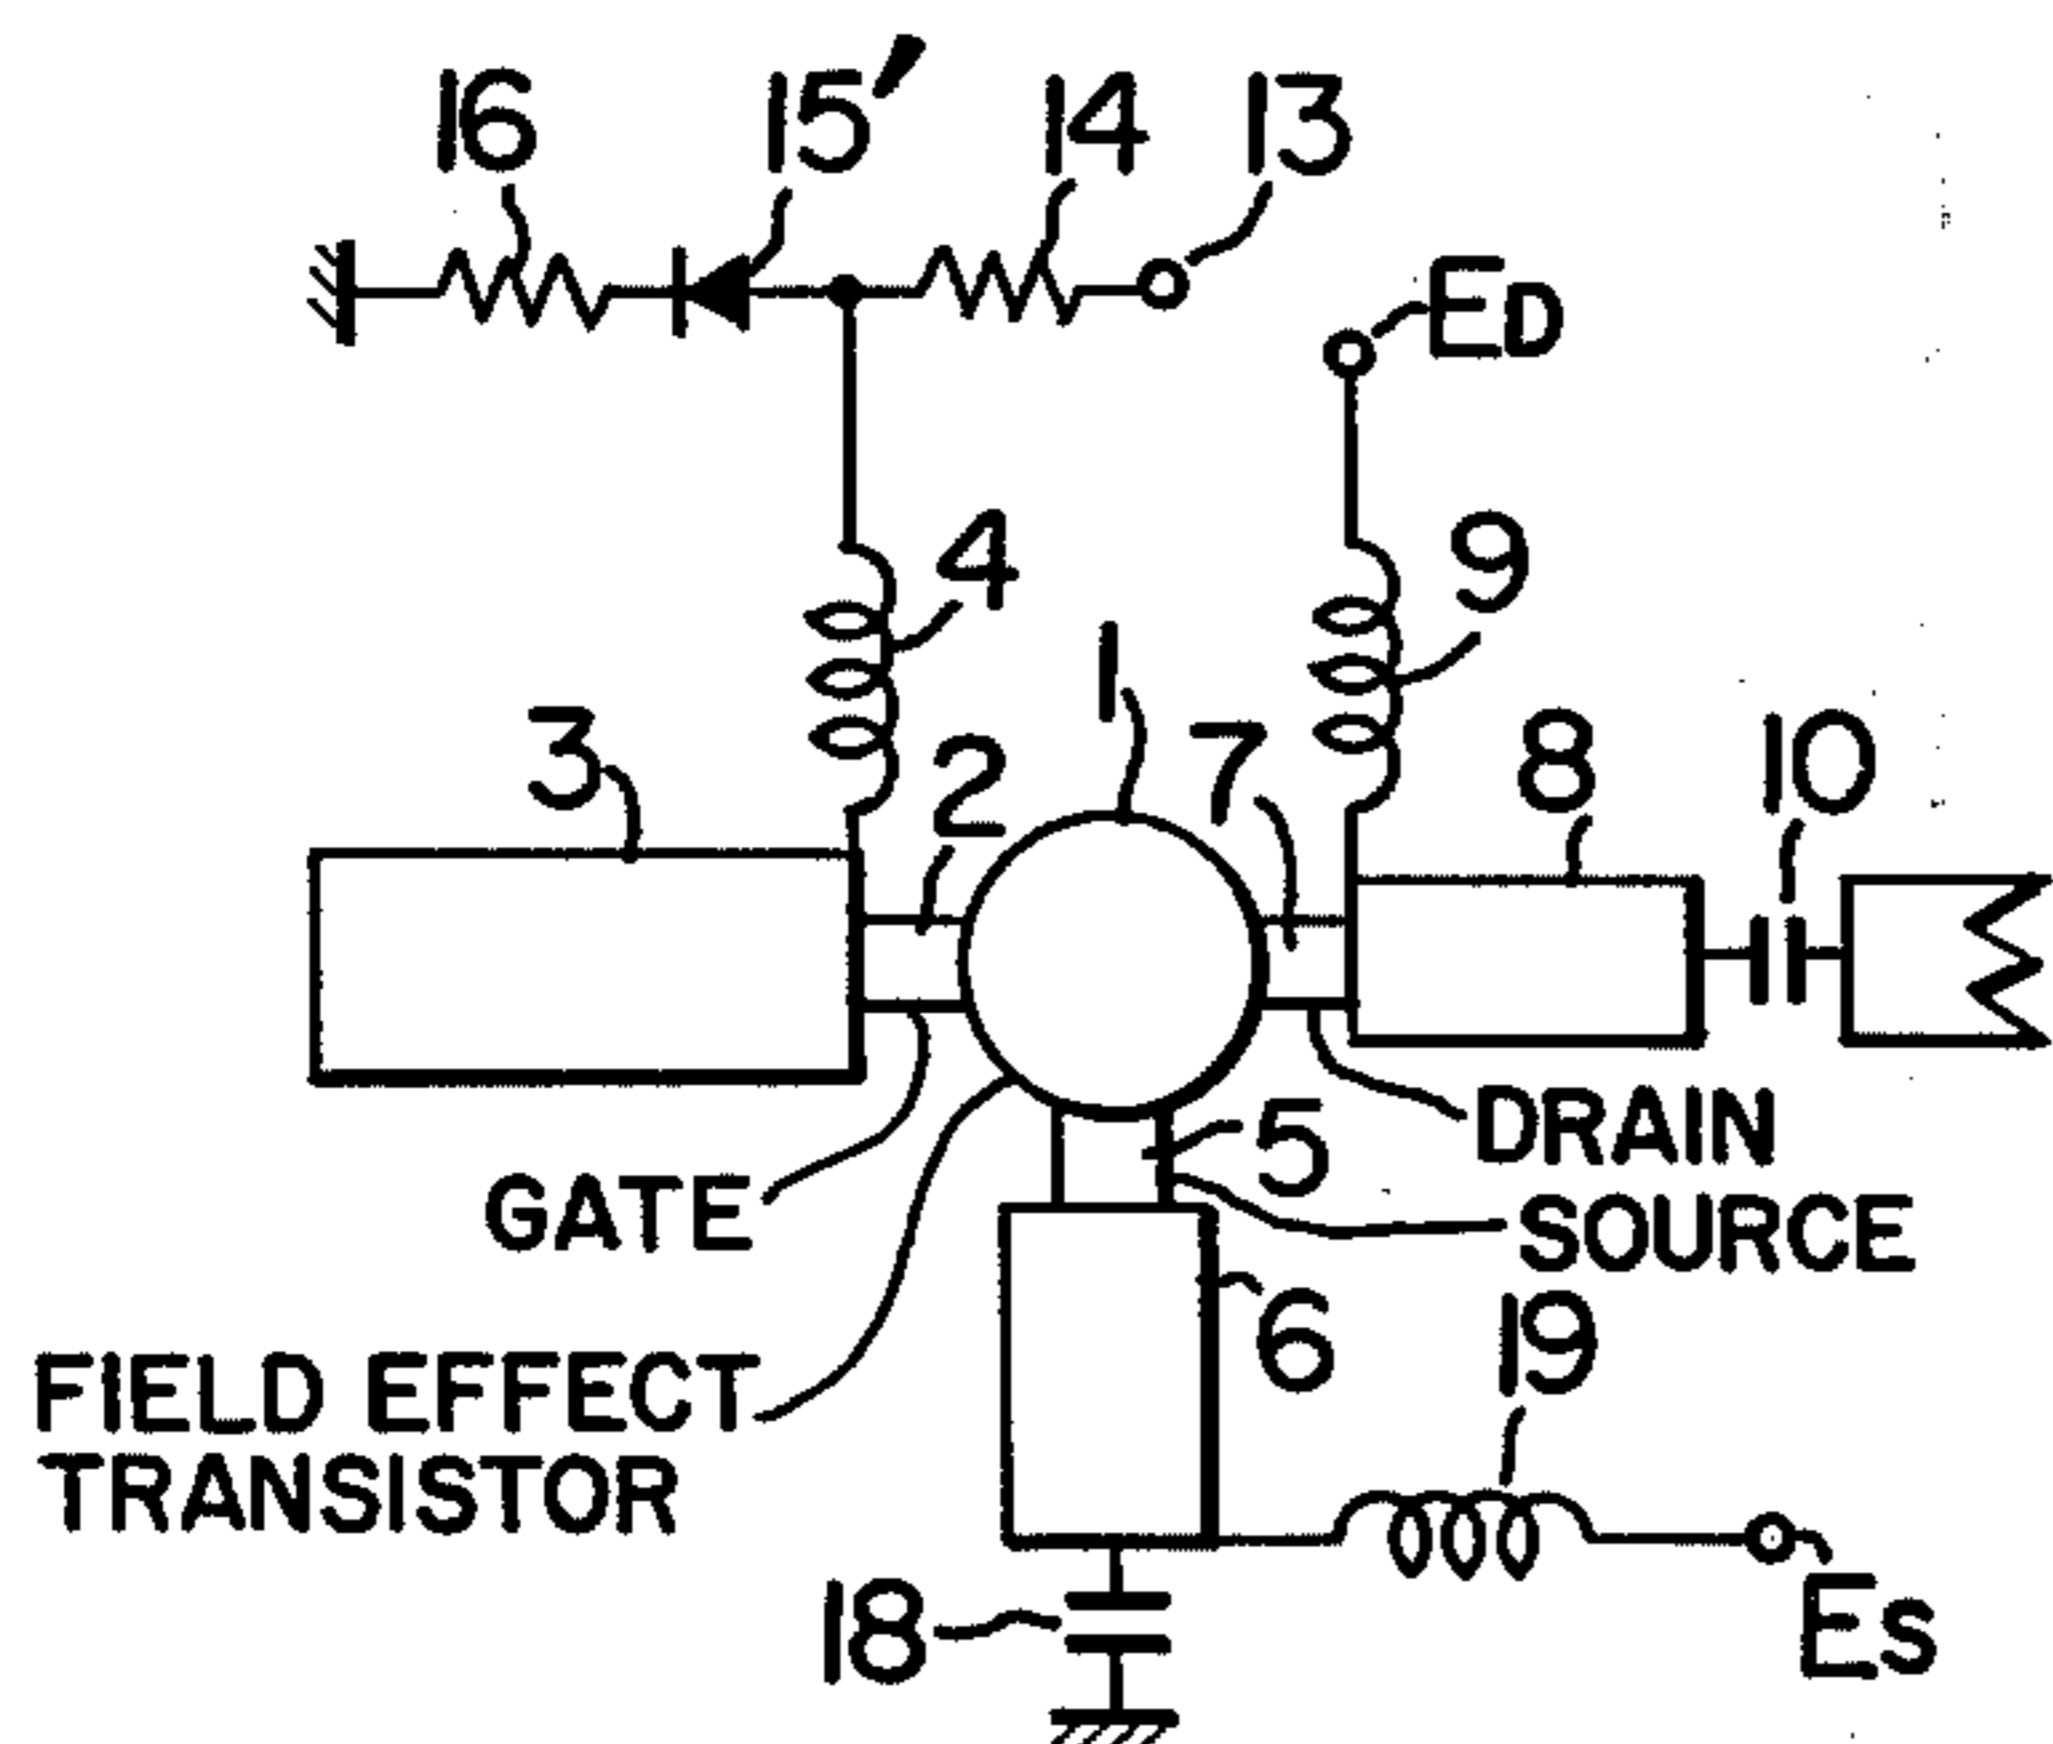 16 15′ 14 13
ED
4 9
1
3 2 7 8 10
DRAIN
5
GATE SOURCE
6 19
FIELD EFFECT
TRANSISTOR
18 ES